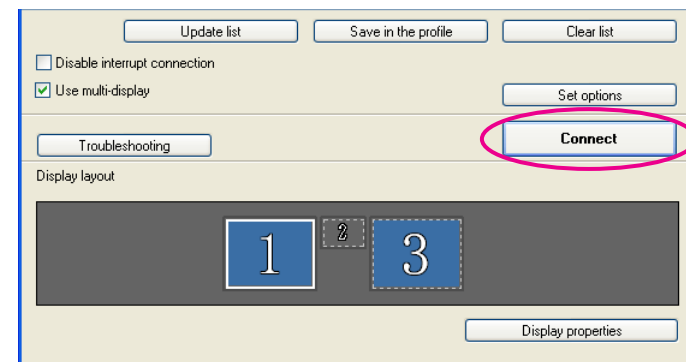 Update list Save in the profile Clear list
Disable interrupt connection
Use multi-display
Set options
Troubleshooting Connect
Display layout
1 2 3
Display properties